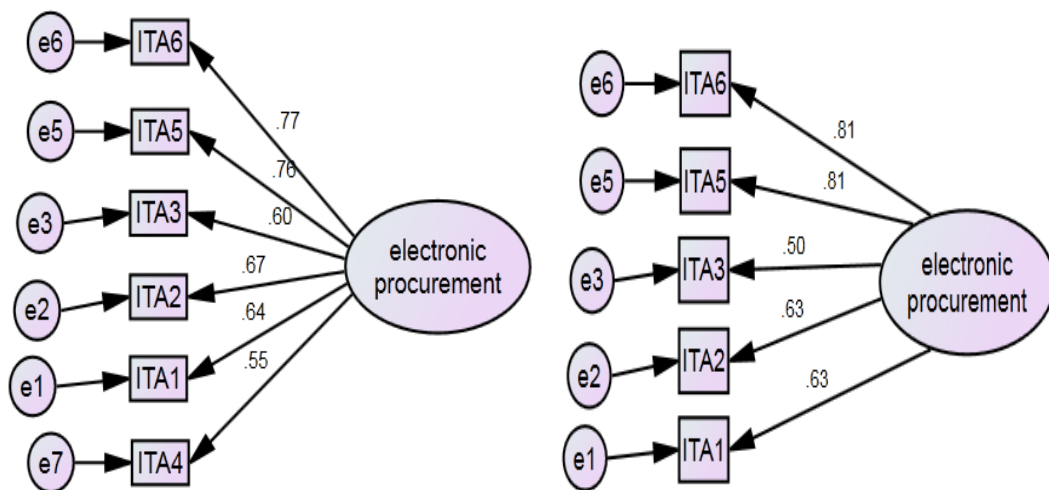 e6
ITA6
.77
e5
ITA5
.76
e3
ITA3
.60
e2
ITA2
.67
e1
ITA1
.64
e7
ITA4
.55
electronic
procurement
e6
ITA6
.81
e5
ITA5
.81
e3
ITA3
.50
e2
ITA2
.63
e1
ITA1
.63
electronic
procurement